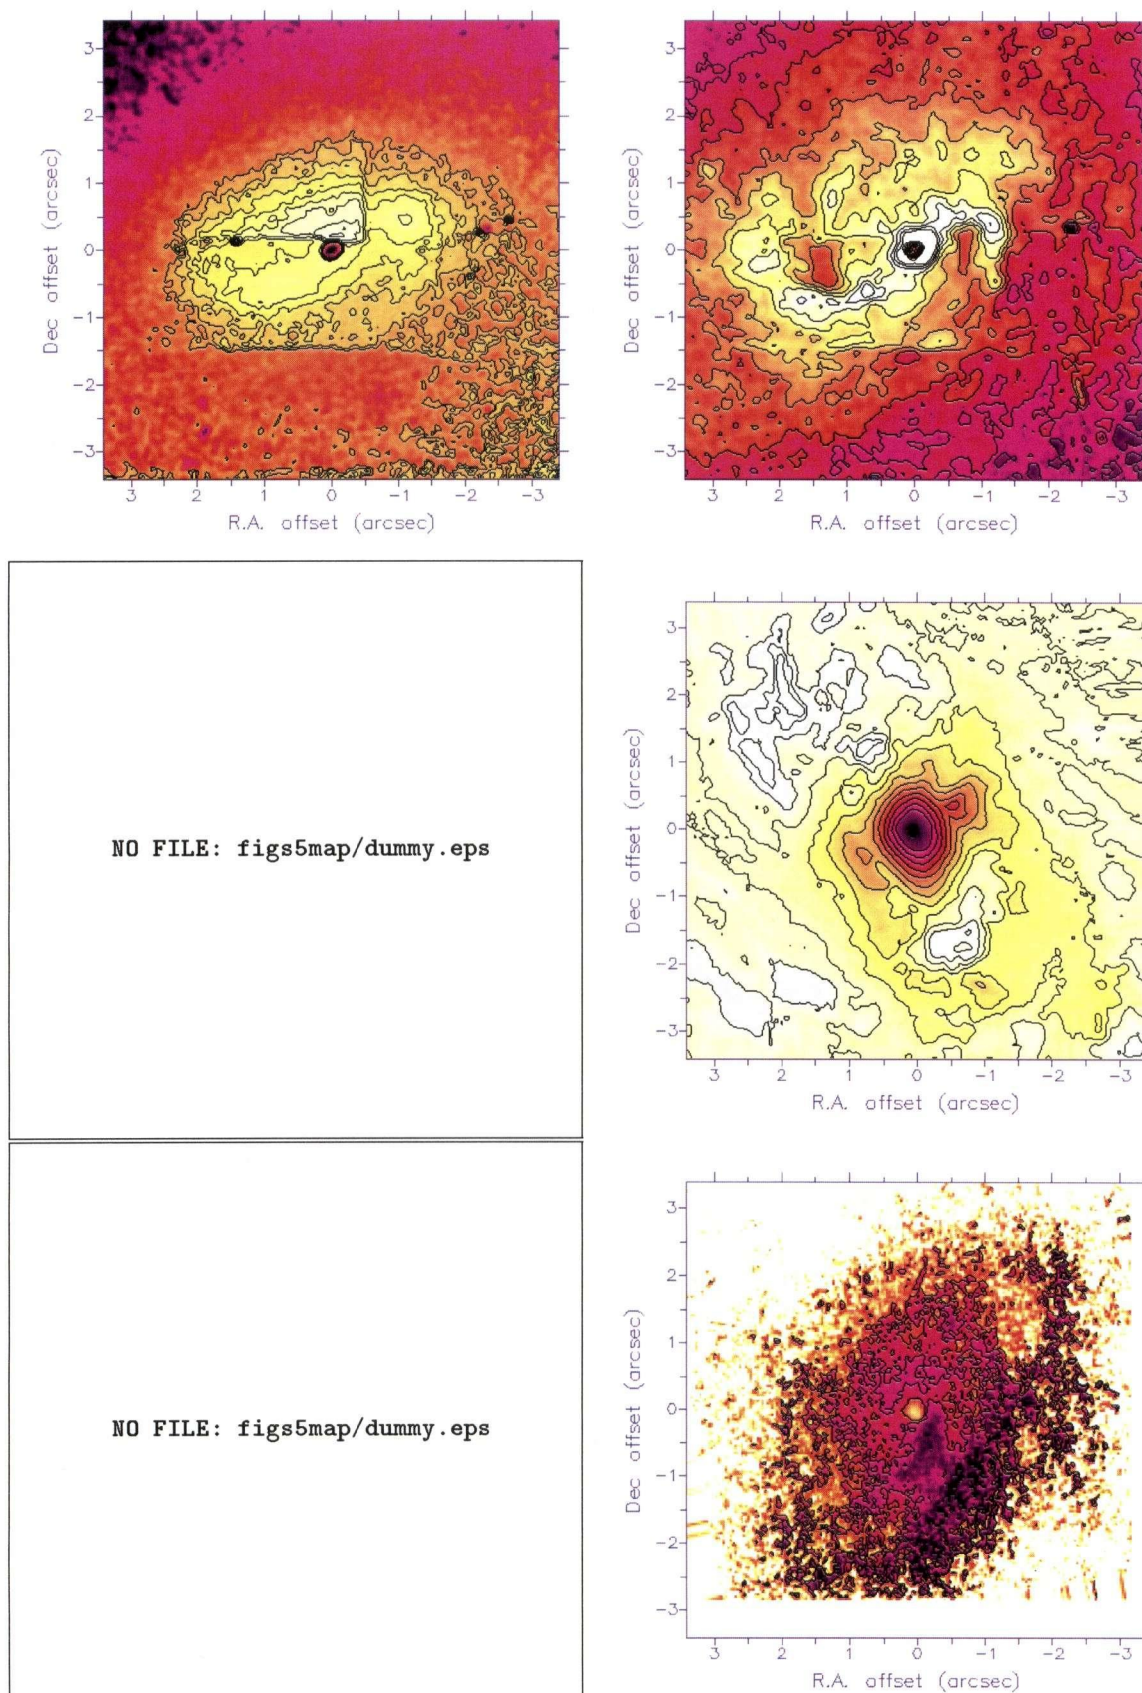 3
2
1
0
-1
-2
-3
Dec offset (arcsec)
3 2 1 0 -1 -2 -3
R.A. offset (arcsec)
3
2
1
0
-1
-2
-3
Dec offset (arcsec)
3 2 1 0 -1 -2 -3
R.A. offset (arcsec)
NO FILE: figs5map/dummy.eps
3
2
1
0
-1
-2
-3
Dec offset (arcsec)
3 2 1 0 -1 -2 -3
R.A. offset (arcsec)
NO FILE: figs5map/dummy.eps
3
2
1
0
-1
-2
-3
Dec offset (arcsec)
3 2 1 0 -1 -2 -3
R.A. offset (arcsec)